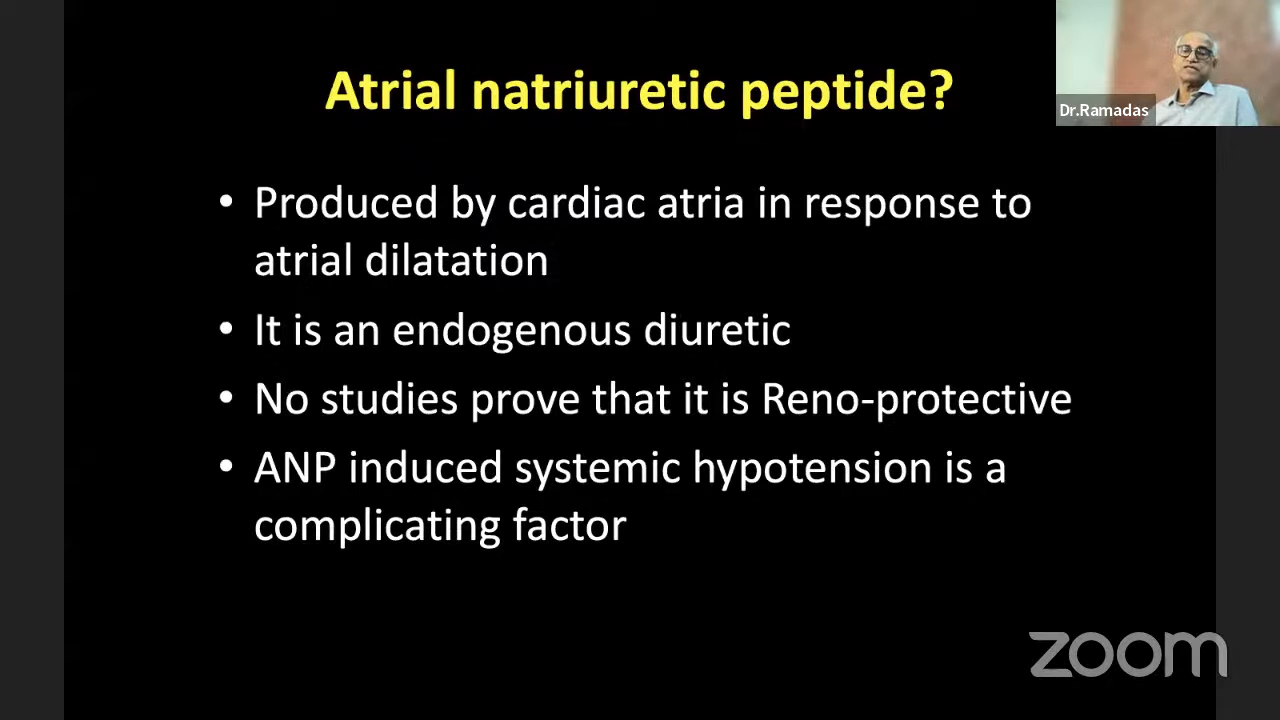 Atrial natriuretic peptide?
Dr.Ramadas
• Produced by cardiac atria in response to
atrial dilatation
• It is an endogenous diuretic
• No studies prove that it is Reno-protective
• ANP induced systemic hypotension is a
complicating factor
zoom